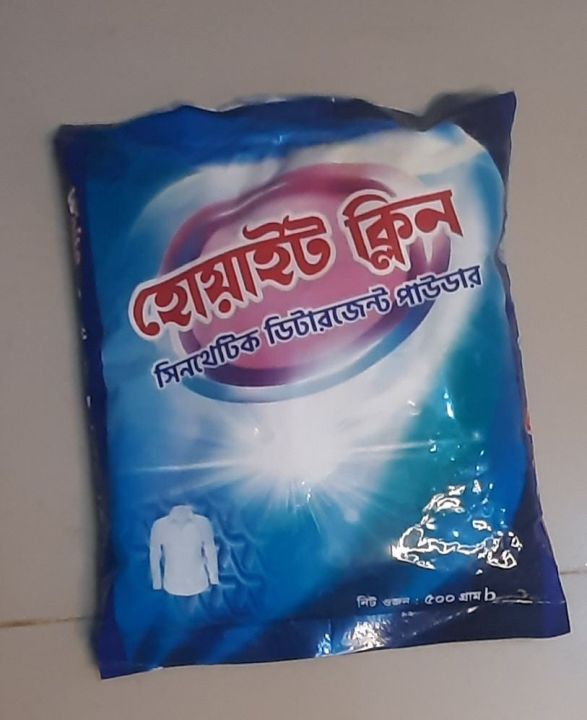 হোয়াইট ক্লিন
সিনথেটিক ডিটারজেন্ট পাউডার
নিট ওজন : ৫০০ গ্রাম